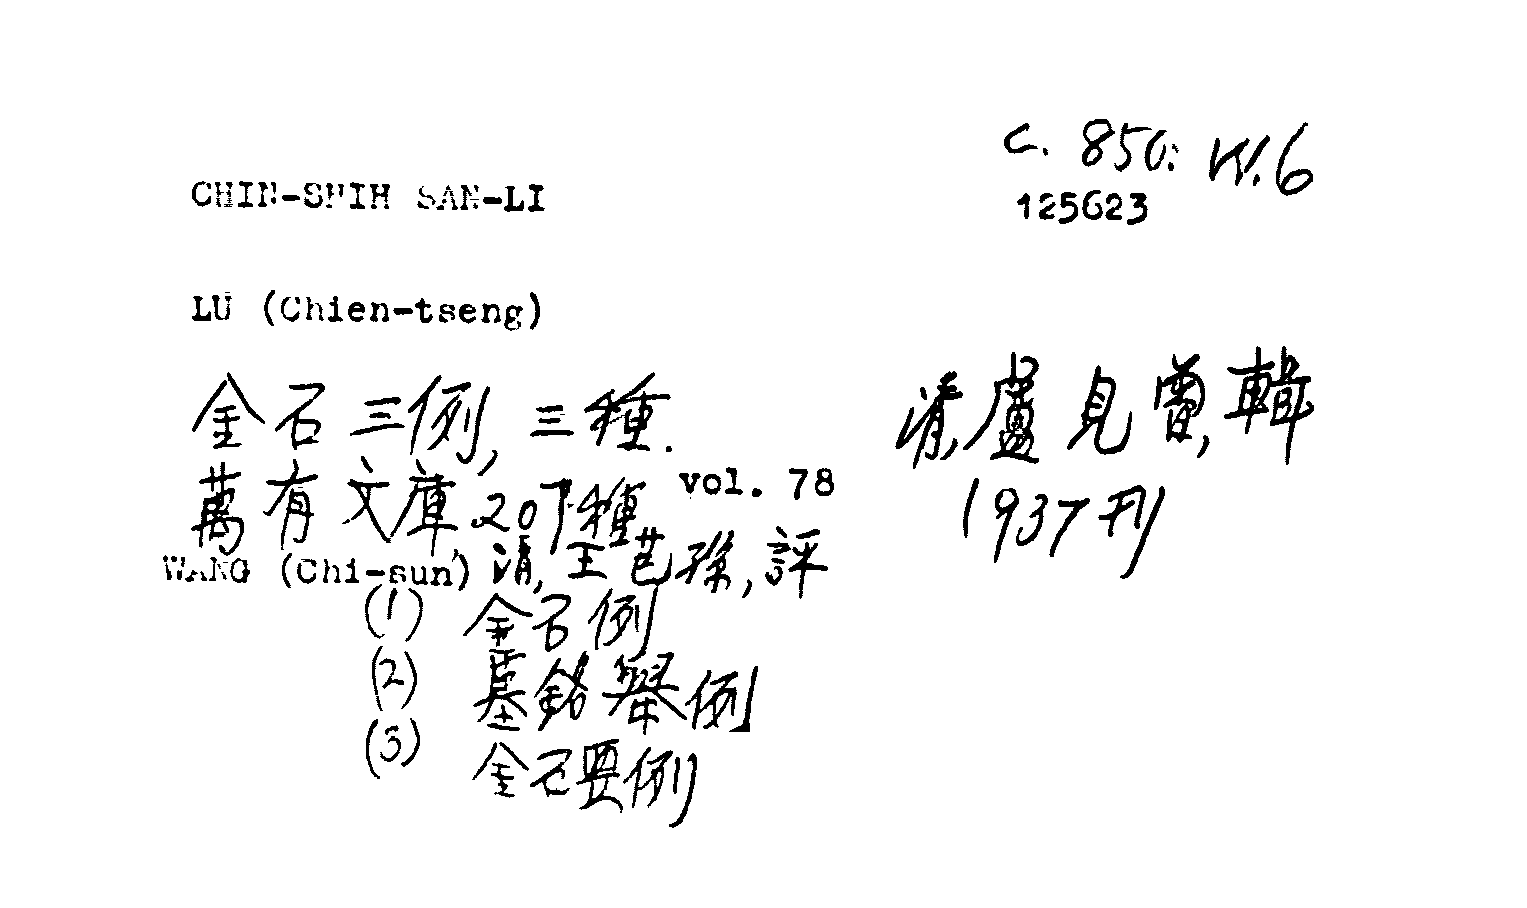 C. 850: W.6
CHIN-SHIH SAN-LI
125623
LU (Chien-tseng)
金石三例, 三種. 清, 盧見曾, 輯
萬有文庫, 207種 vol. 78 1937刊
WANG (Chi-sun) 清, 王芑孫, 評
(1) 金石例
(2) 墓銘舉例
(3) 金石要例